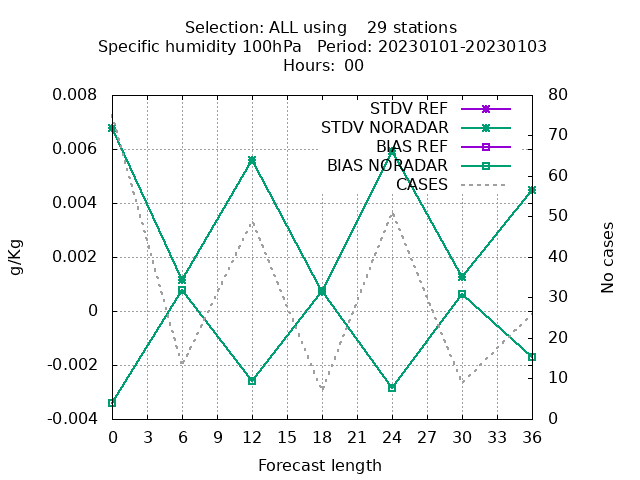 Selection: ALL using    29 stations
Specific humidity 100hPa   Period: 20230101-20230103
Hours: 00
0.008
0.006
0.004
0.002
0
-0.002
-0.004
g/Kg
STDV REF
STDV NORADAR
BIAS REF
BIAS NORADAR
CASES
80
70
60
50
40
30
20
10
0
No cases
0 3 6 9 12 15 18 21 24 27 30 33 36
Forecast length